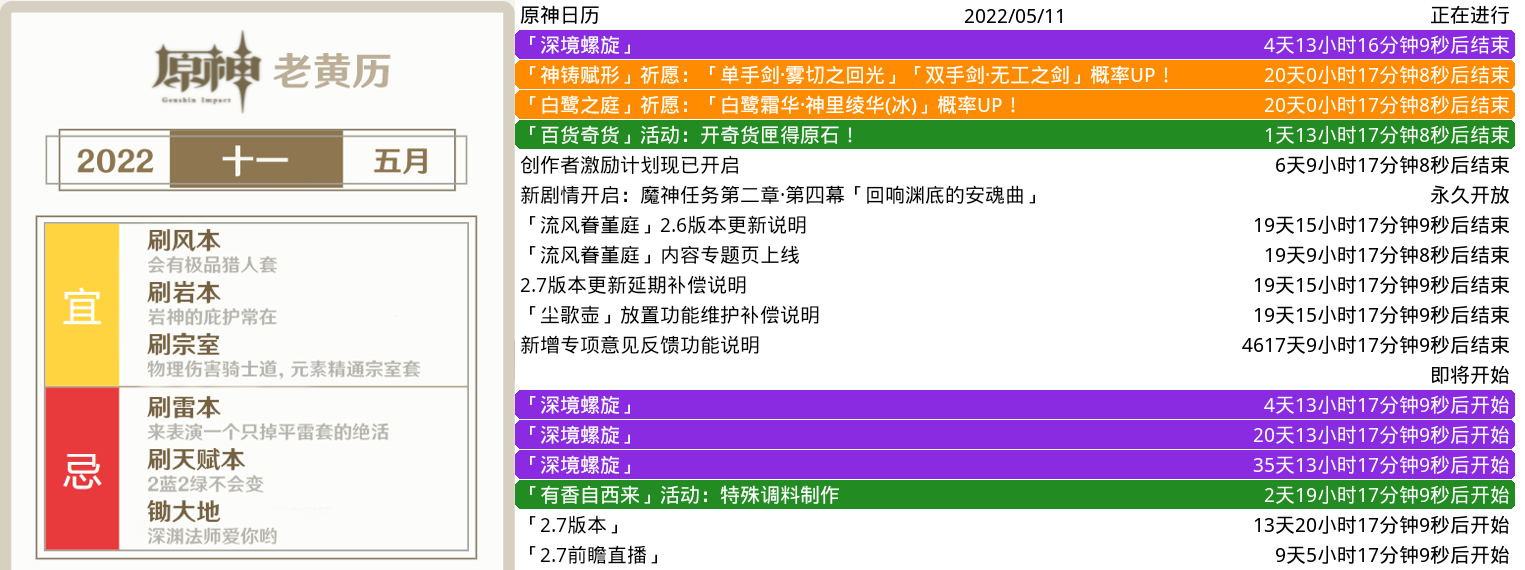 原神
Genshin Impact
老黄历
2022 十一 五月
宜
刷风本
会有极品猎人套
刷岩本
岩神的庇护常在
刷宗室
物理伤害骑士道, 元素精通宗室套
忌
刷雷本
来表演一个只掉平雷套的绝活
刷天赋本
2蓝2绿不会变
锄大地
深渊法师爱你哟
原神日历 2022/05/11 正在进行
「深境螺旋」 4天13小时16分钟9秒后结束
「神铸赋形」祈愿：「单手剑·雾切之回光」「双手剑·无工之剑」概率UP！ 20天0小时17分钟8秒后结束
「白鹭之庭」祈愿：「白鹭霜华·神里绫华(冰)」概率UP！ 20天0小时17分钟8秒后结束
「百货奇货」活动：开奇货匣得原石！ 1天13小时17分钟8秒后结束
创作者激励计划现已开启 6天9小时17分钟8秒后结束
新剧情开启：魔神任务第二章·第四幕「回响渊底的安魂曲」 永久开放
「流风眷堇庭」2.6版本更新说明 19天15小时17分钟9秒后结束
「流风眷堇庭」内容专题页上线 19天9小时17分钟8秒后结束
2.7版本更新延期补偿说明 19天15小时17分钟9秒后结束
「尘歌壶」放置功能维护补偿说明 19天15小时17分钟9秒后结束
新增专项意见反馈功能说明 4617天9小时17分钟9秒后结束
即将开始
「深境螺旋」 4天13小时17分钟9秒后开始
「深境螺旋」 20天13小时17分钟9秒后开始
「深境螺旋」 35天13小时17分钟9秒后开始
「有香自西来」活动：特殊调料制作 2天19小时17分钟9秒后开始
「2.7版本」 13天20小时17分钟9秒后开始
「2.7前瞻直播」 9天5小时17分钟9秒后开始